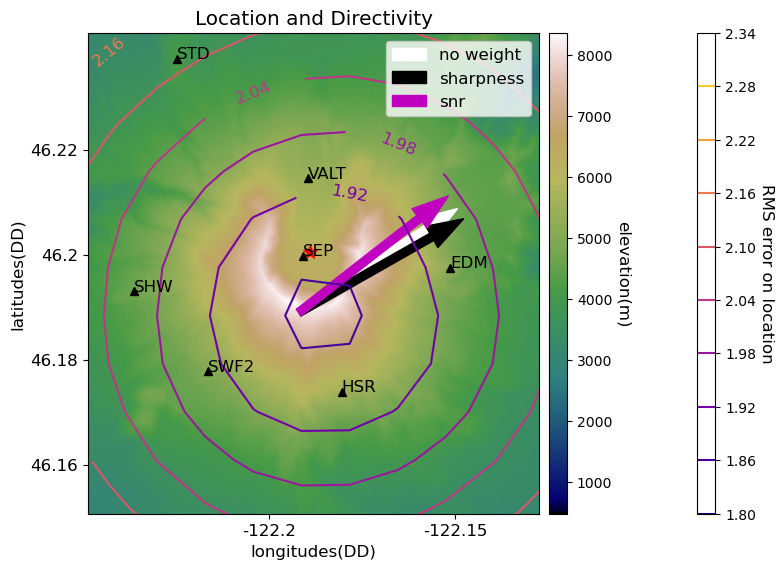 Location and Directivity
no weight
sharpness
snr
2.16
STD
2.04
1.98
VALT
1.92
SEP
EDM
SHW
SWF2
HSR
46.22
46.2
46.18
46.16
latitudes(DD)
-122.2
-122.15
longitudes(DD)
8000
7000
6000
5000
4000
3000
2000
1000
elevation(m)
2.34
2.28
2.22
2.16
2.10
2.04
1.98
1.92
1.86
1.80
RMS error on location